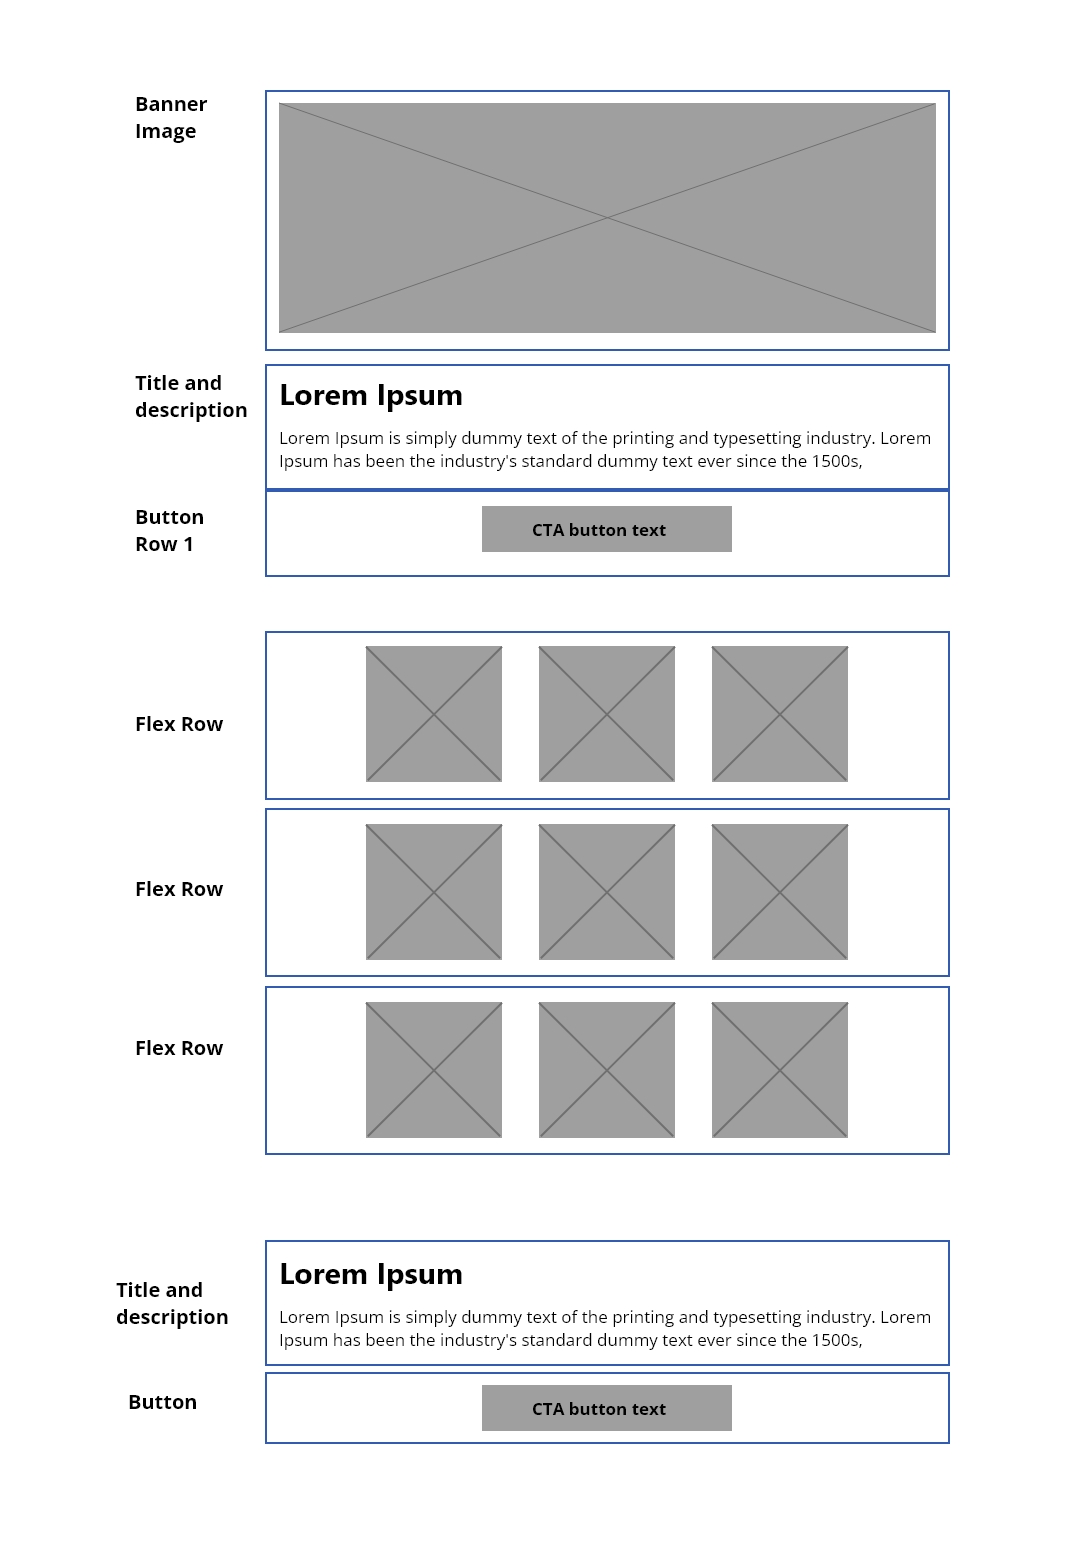 Banner
Image
Title and
description
Lorem Ipsum
Lorem Ipsum is simply dummy text of the printing and typesetting industry. Lorem
Ipsum has been the industry's standard dummy text ever since the 1500s,
Button
Row 1
CTA button text
Flex Row
Flex Row
Flex Row
Title and
description
Lorem Ipsum
Lorem Ipsum is simply dummy text of the printing and typesetting industry. Lorem
Ipsum has been the industry's standard dummy text ever since the 1500s,
Button
CTA button text